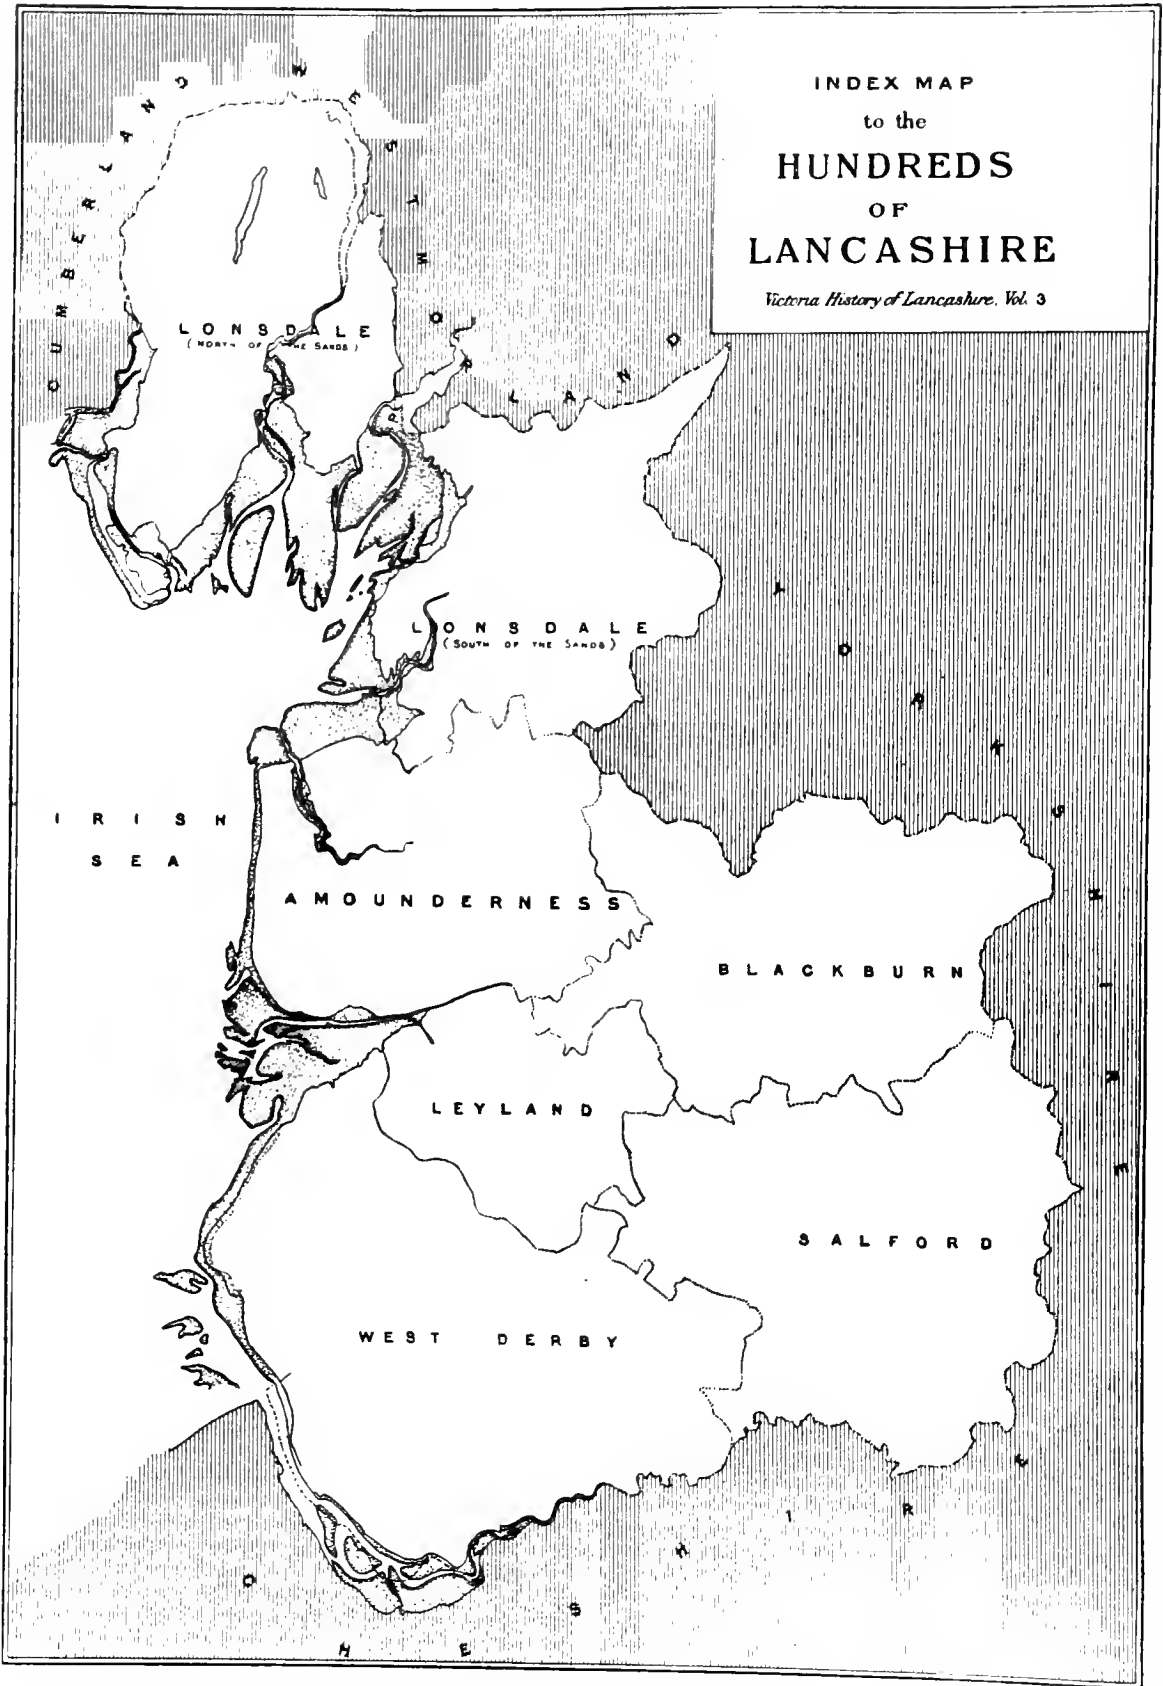 INDEX MAP
to the
HUNDREDS
OF
LANCASHIRE
Victoria History of Lancashire. Vol. 3
CUMBERLAND
WESTMORLAND
LONSDALE
(NORTH OF THE SANDS)
LONSDALE
(SOUTH OF THE SANDS)
YORKSHIRE
IRISH
SEA
AMOUNDERNESS
BLACKBURN
LEYLAND
SALFORD
WEST DERBY
CHESHIRE